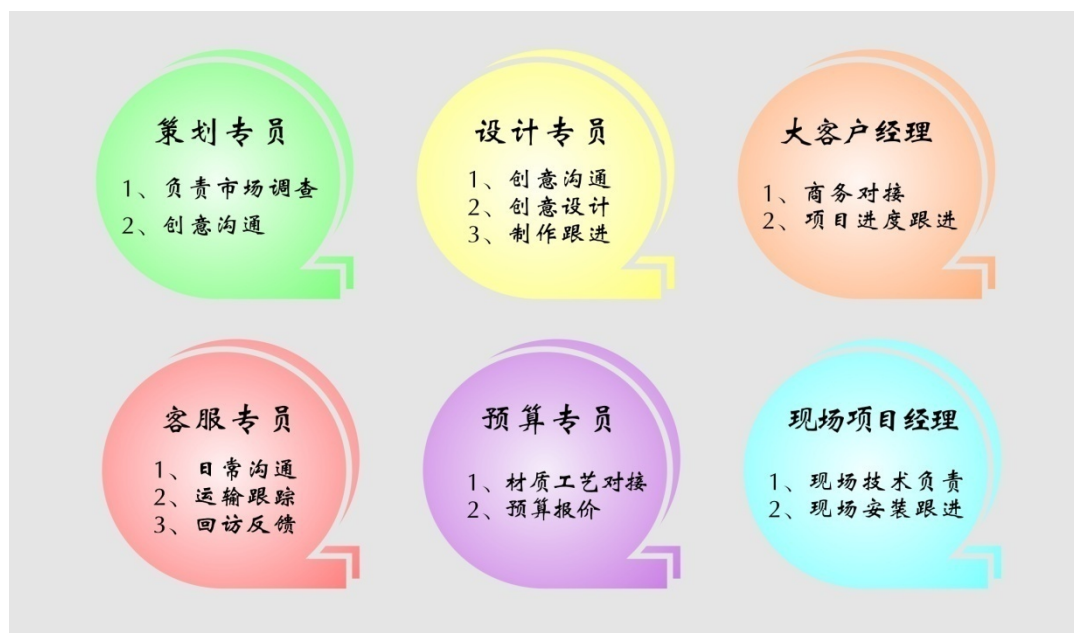 策划专员
1、负责市场调查
2、创意沟通
设计专员
1、创意沟通
2、创意设计
3、制作跟进
大客户经理
1、商务对接
2、项目进度跟进
客服专员
1、日常沟通
2、运输跟踪
3、回访反馈
预算专员
1、材质工艺对接
2、预算报价
现场项目经理
1、现场技术负责
2、现场安装跟进